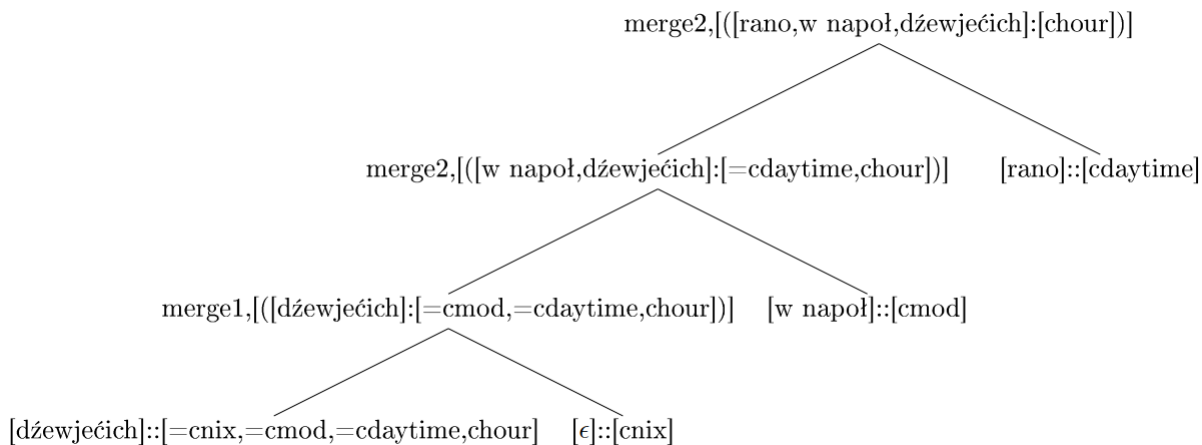 merge2,[([rano,w napoł,dźewjećich]:[chour])]
merge2,[([w napoł,dźewjećich]:[=cdaytime,chour])] [rano]::[cdaytime]
merge1,[([dźewjećich]:[=cmod,=cdaytime,chour])] [w napoł]::[cmod]
[dźewjećich]::[=cnix,=cmod,=cdaytime,chour] [ϵ]::[cnix]